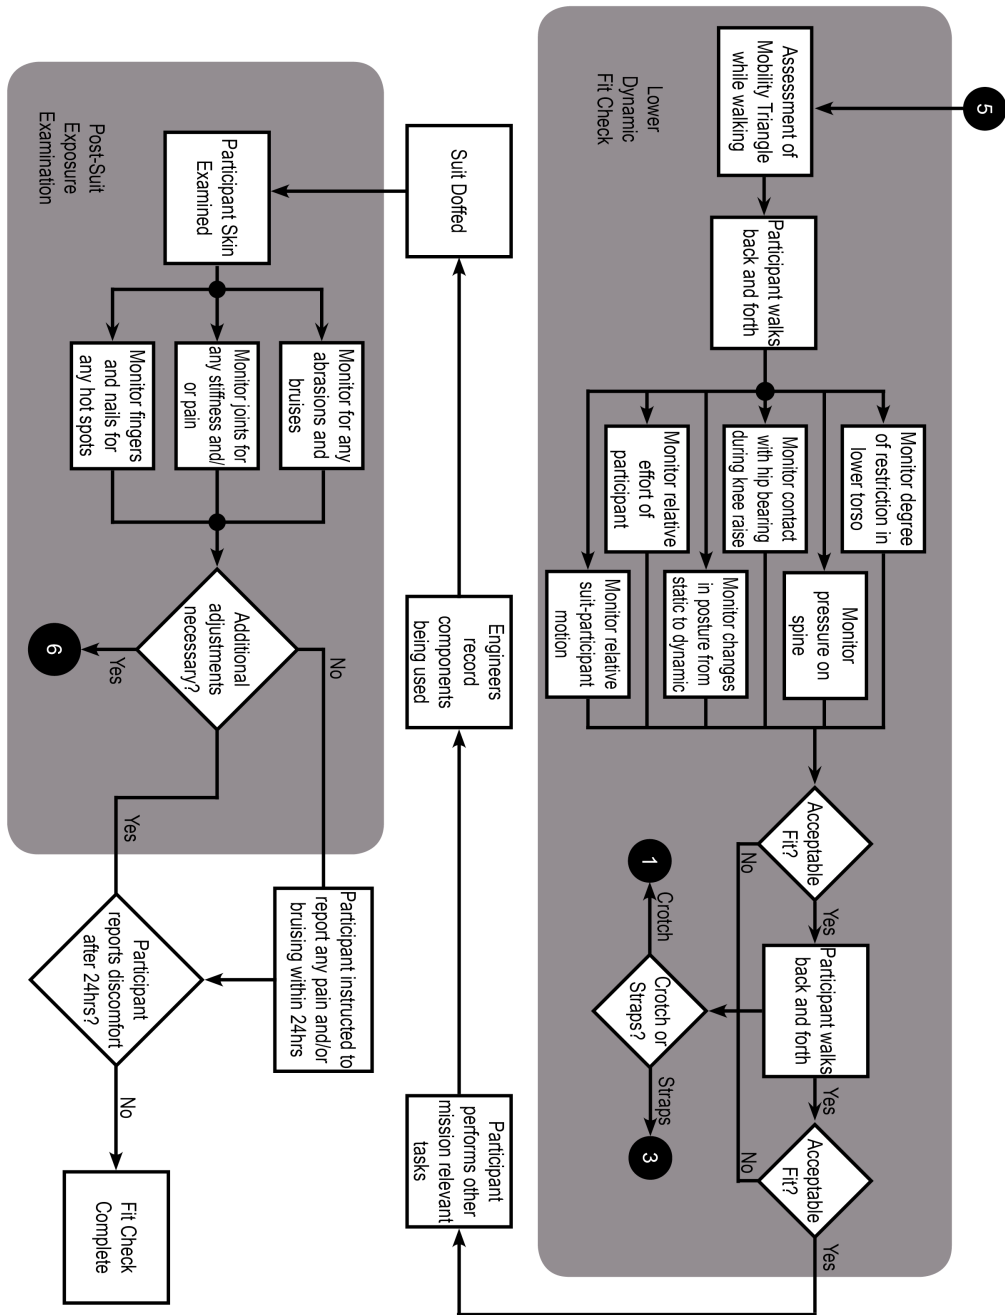 5
Lower
Dynamic
Fit Check
Assessment of
Mobility Triangle
while walking
Participant walks
back and forth
Monitor degree
of restriction in
lower torso
Monitor
pressure on
spine
Monitor contact
with hip bearing
during knee raise
Monitor changes
in posture from
static to dynamic
Monitor relative
effort of
participant
Monitor relative
suit-participant
motion
Acceptable
Fit?
Yes
No
Participant walks
back and forth
Yes
Acceptable
Fit?
Yes
No
Crotch or
Straps?
Crotch
1
Straps
3
Participant
performs other
mission relevant
tasks
Engineers
record
components
being used
Suit Doffed
Post-Suit
Exposure
Examination
Participant Skin
Examined
Monitor for any
abrasions and
bruises
Monitor joints for
any stiffness and/
or pain
Monitor fingers
and nails for
any hot spots
Additional
adjustments
necessary?
No
Yes
6
Participant instructed to
report any pain and/or
bruising within 24hrs
Yes
Participant
reports discomfort
after 24hrs?
No
Fit Check
Complete